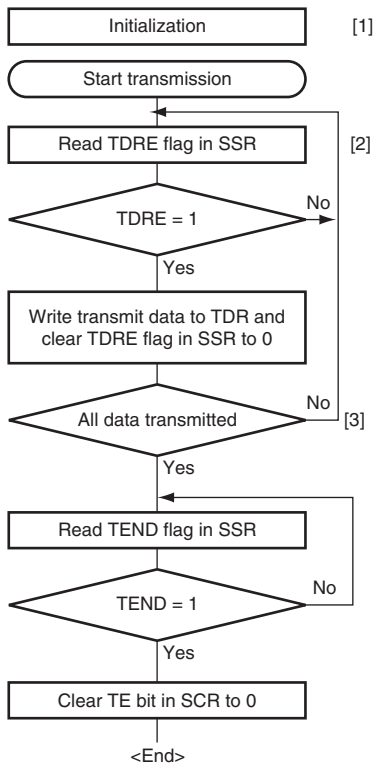 Initialization [1]
Start transmission
Read TDRE flag in SSR [2]
No
TDRE = 1
Yes
Write transmit data to TDR and
clear TDRE flag in SSR to 0
No
All data transmitted [3]
Yes
Read TEND flag in SSR
No
TEND = 1
Yes
Clear TE bit in SCR to 0
<End>